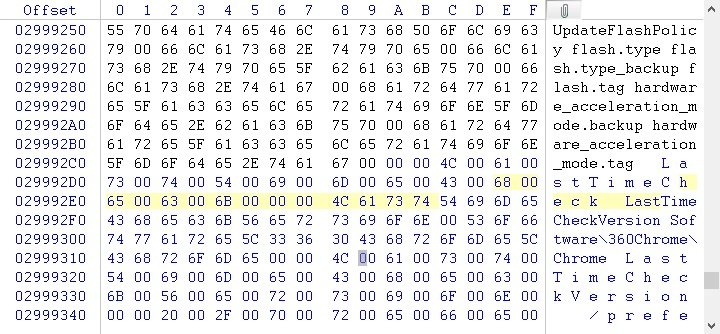 Offset 0 1 2 3 4 5 6 7 8 9 A B C D E F
02999250 55 70 64 61 74 65 46 6C 61 73 68 50 6F 6C 69 63 UpdateFlashPolic
02999260 79 00 66 6C 61 73 68 2E 74 79 70 65 00 66 6C 61 y flash.type fla
02999270 73 68 2E 74 79 70 65 5F 62 61 63 6B 75 70 00 66 sh.type_backup f
02999280 6C 61 73 68 2E 74 61 67 00 68 61 72 64 77 61 72 lash.tag hardwar
02999290 65 5F 61 63 63 65 6C 65 72 61 74 69 6F 6E 5F 6D e_acceleration_m
029992A0 6F 64 65 2E 62 61 63 6B 75 70 00 68 61 72 64 77 ode.backup hardw
029992B0 61 72 65 5F 61 63 63 65 6C 65 72 61 74 69 6F 6E are_acceleration
029992C0 5F 6D 6F 64 65 2E 74 61 67 00 00 00 4C 00 61 00 _mode.tag L a
029992D0 73 00 74 00 54 00 69 00 6D 00 65 00 43 00 68 00 s t T i m e C h
029992E0 65 00 63 00 6B 00 00 00 4C 61 73 74 54 69 6D 65 e c k LastTime
029992F0 43 68 65 63 6B 56 65 72 73 69 6F 6E 00 53 6F 66 CheckVersion Sof
02999300 74 77 61 72 65 5C 33 36 30 43 68 72 6F 6D 65 5C tware\360Chrome\
02999310 43 68 72 6F 6D 65 00 00 4C 00 61 00 73 00 74 00 Chrome L a s t
02999320 54 00 69 00 6D 00 65 00 43 00 68 00 65 00 63 00 T i m e C h e c
02999330 6B 00 56 00 65 00 72 00 73 00 69 00 6F 00 6E 00 k V e r s i o n
02999340 00 00 20 00 2F 00 70 00 72 00 65 00 66 00 65 00 / p r e f e